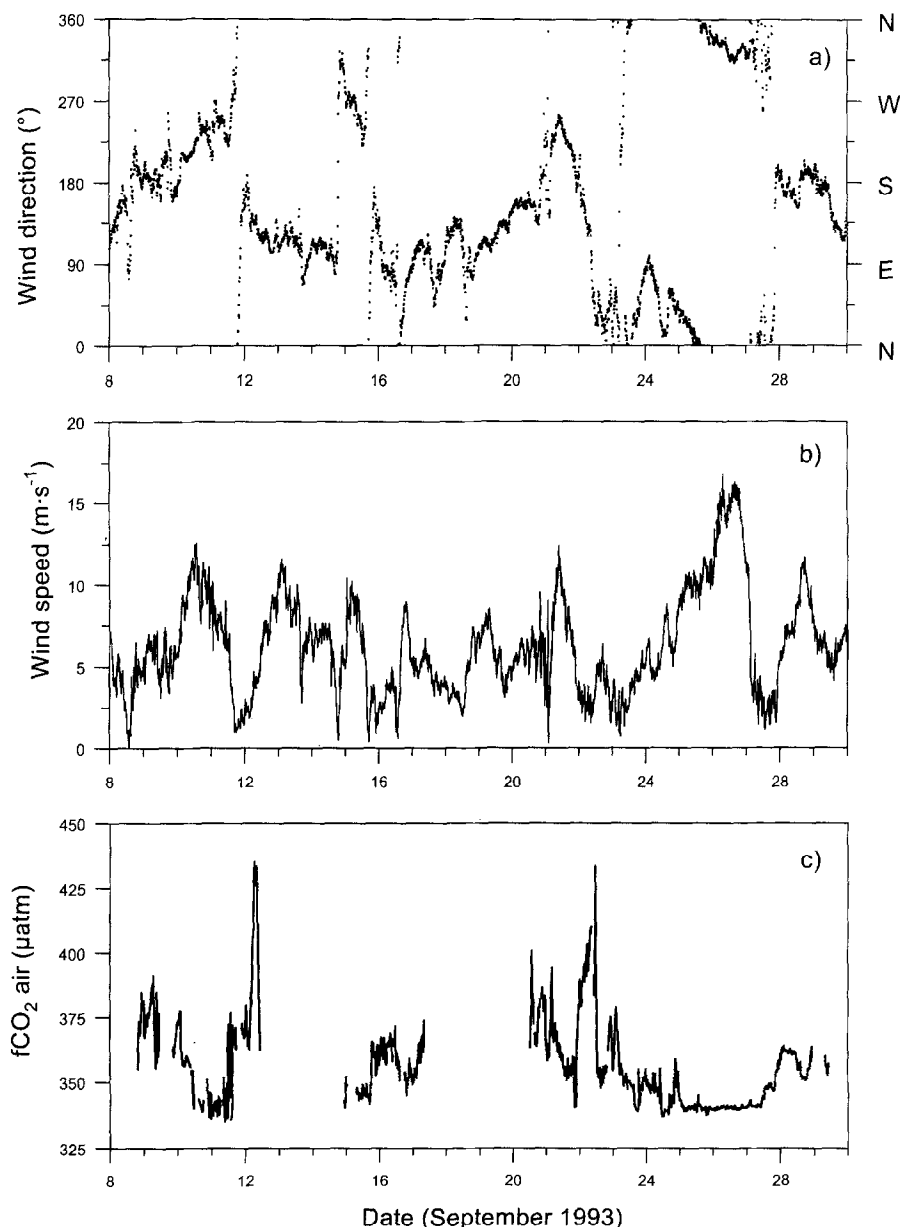 360
270
180
90
0
Wind direction (°)
a)
N
W
S
E
N
8 12 16 20 24 28
20
15
10
5
0
Wind speed (m·s⁻¹)
b)
8 12 16 20 24 28
450
425
400
375
350
325
fCO₂ air (µatm)
c)
8 12 16 20 24 28
Date (September 1993)